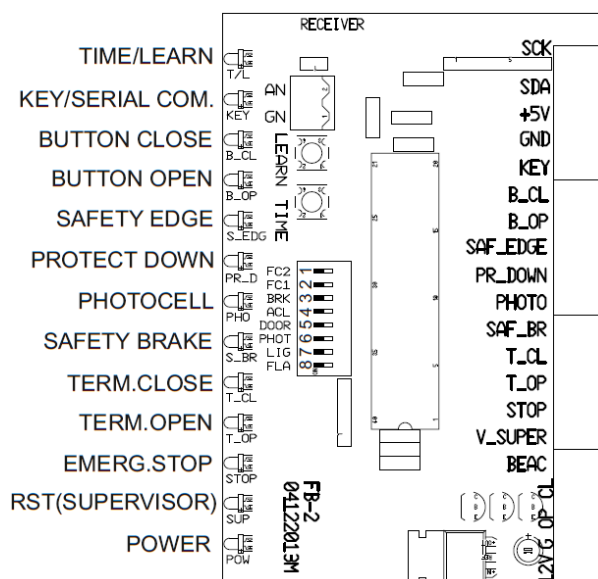 RECEIVER
TIME/LEARN
T/L
KEY/SERIAL COM.
KEY
BUTTON CLOSE
B_CL
BUTTON OPEN
B_OP
SAFETY EDGE
S_EDG
PROTECT DOWN
PR_D
PHOTOCELL
PHO
SAFETY BRAKE
S_BR
TERM.CLOSE
T_CL
TERM.OPEN
T_OP
EMERG.STOP
STOP
RST(SUPERVISOR)
SUP
POWER
POW
AN
GN
LEARN TIME
FC2 1
FC1 2
BRK 3
ACL 4
DOOR 5
PHOT 6
LIG 7
FLA 8
FB-2
04122013M
SCK
SDA
+5V
GND
KEY
B_CL
B_OP
SAF_EDGE
PR_DOWN
PHOTO
SAF_BR
T_CL
T_OP
STOP
V_SUPER
BEAC
2V G OP CL